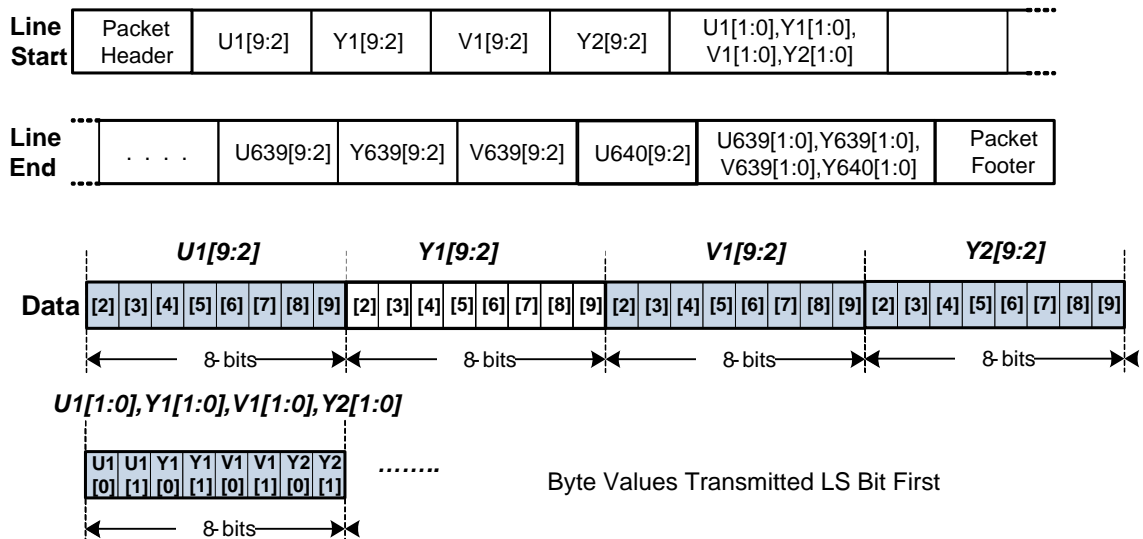 Line Start
Packet Header
U1[9:2]
Y1[9:2]
V1[9:2]
Y2[9:2]
U1[1:0],Y1[1:0],
V1[1:0],Y2[1:0]
Line End
. . . .
U639[9:2]
Y639[9:2]
V639[9:2]
U640[9:2]
U639[1:0],Y639[1:0],
V639[1:0],Y640[1:0]
Packet Footer
U1[9:2] Y1[9:2] V1[9:2] Y2[9:2]
Data [2] [3] [4] [5] [6] [7] [8] [9] [2] [3] [4] [5] [6] [7] [8] [9] [2] [3] [4] [5] [6] [7] [8] [9] [2] [3] [4] [5] [6] [7] [8] [9]
8-bits 8-bits 8-bits 8-bits
U1[1:0],Y1[1:0],V1[1:0],Y2[1:0]
U1 U1 Y1 Y1 V1 V1 Y2 Y2
[0] [1] [0] [1] [0] [1] [0] [1]
........
Byte Values Transmitted LS Bit First
8-bits